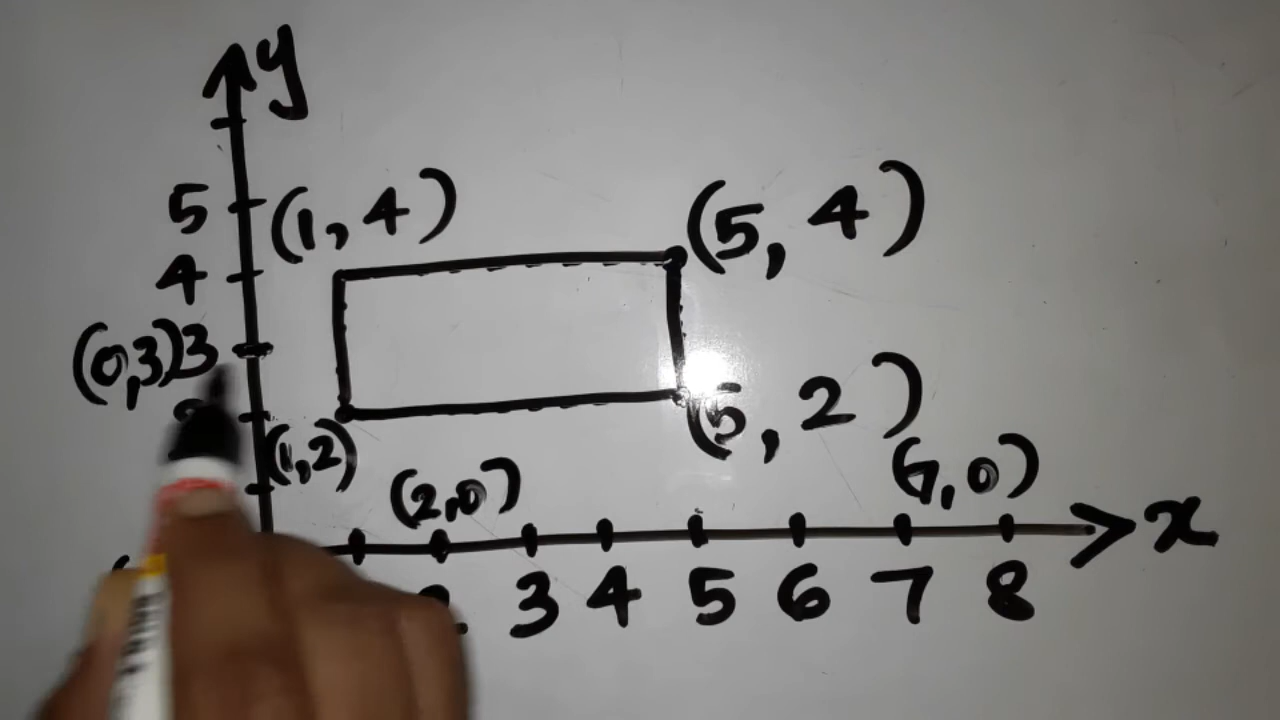 y
5 (1, 4) (5, 4)
4
(0,3) 3
(1,2) (5, 2)
(2,0) (7,0)
x
3 4 5 6 7 8